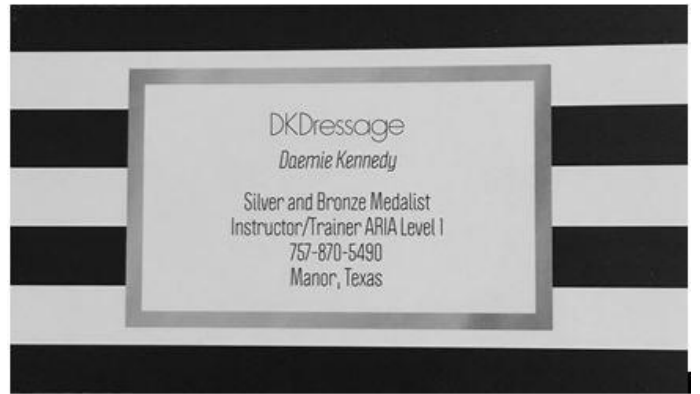 DKDressage
Daemie Kennedy
Silver and Bronze Medalist
Instructor/Trainer ARIA Level 1
757-870-5490
Manor, Texas